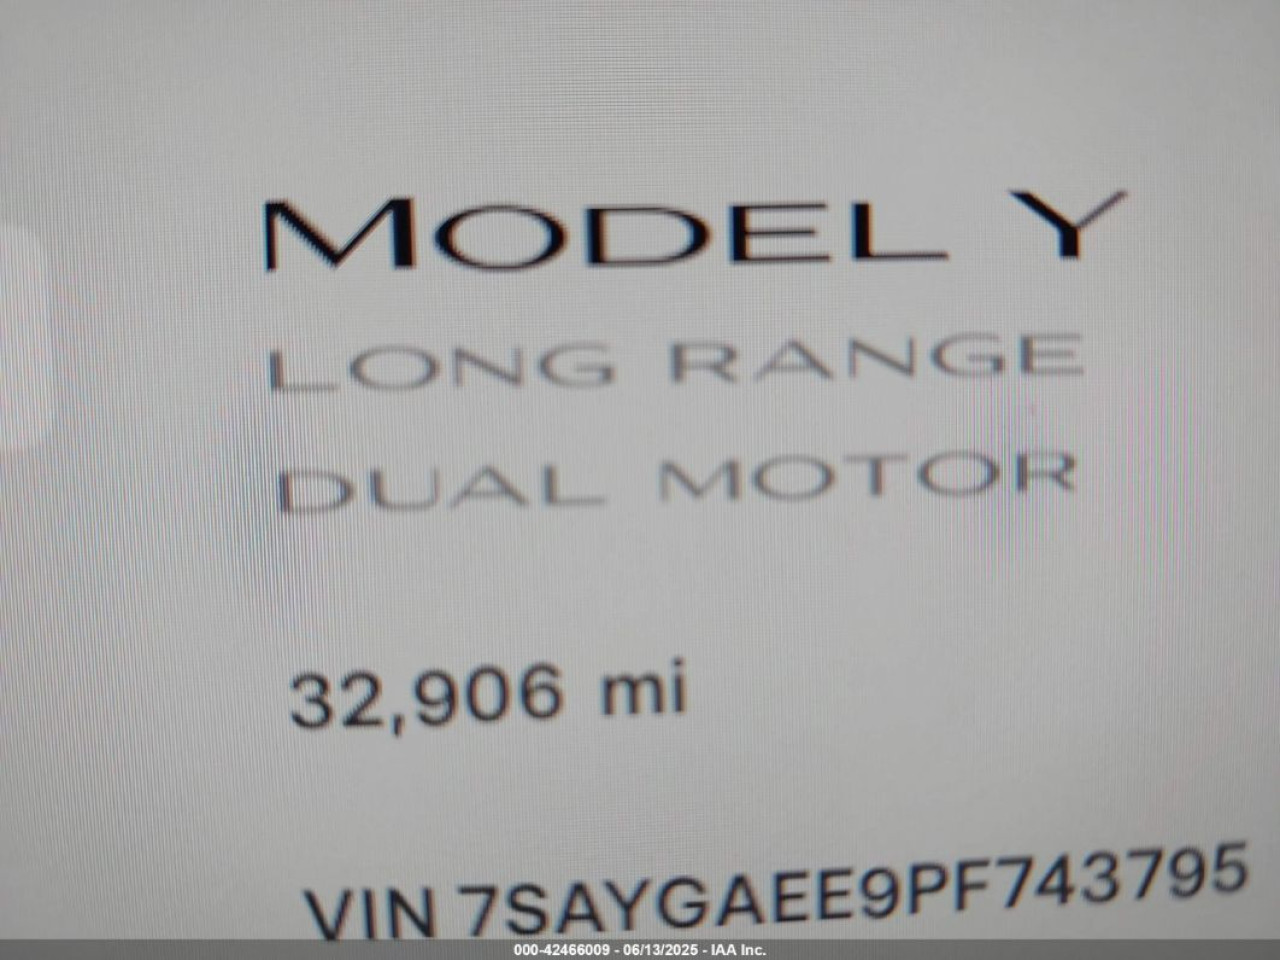 MODEL Y
LONG RANGE
DUAL MOTOR
32,906 mi
VIN 7SAYGAEE9PF743795
000-42466009 - 06/13/2025 - IAA Inc.